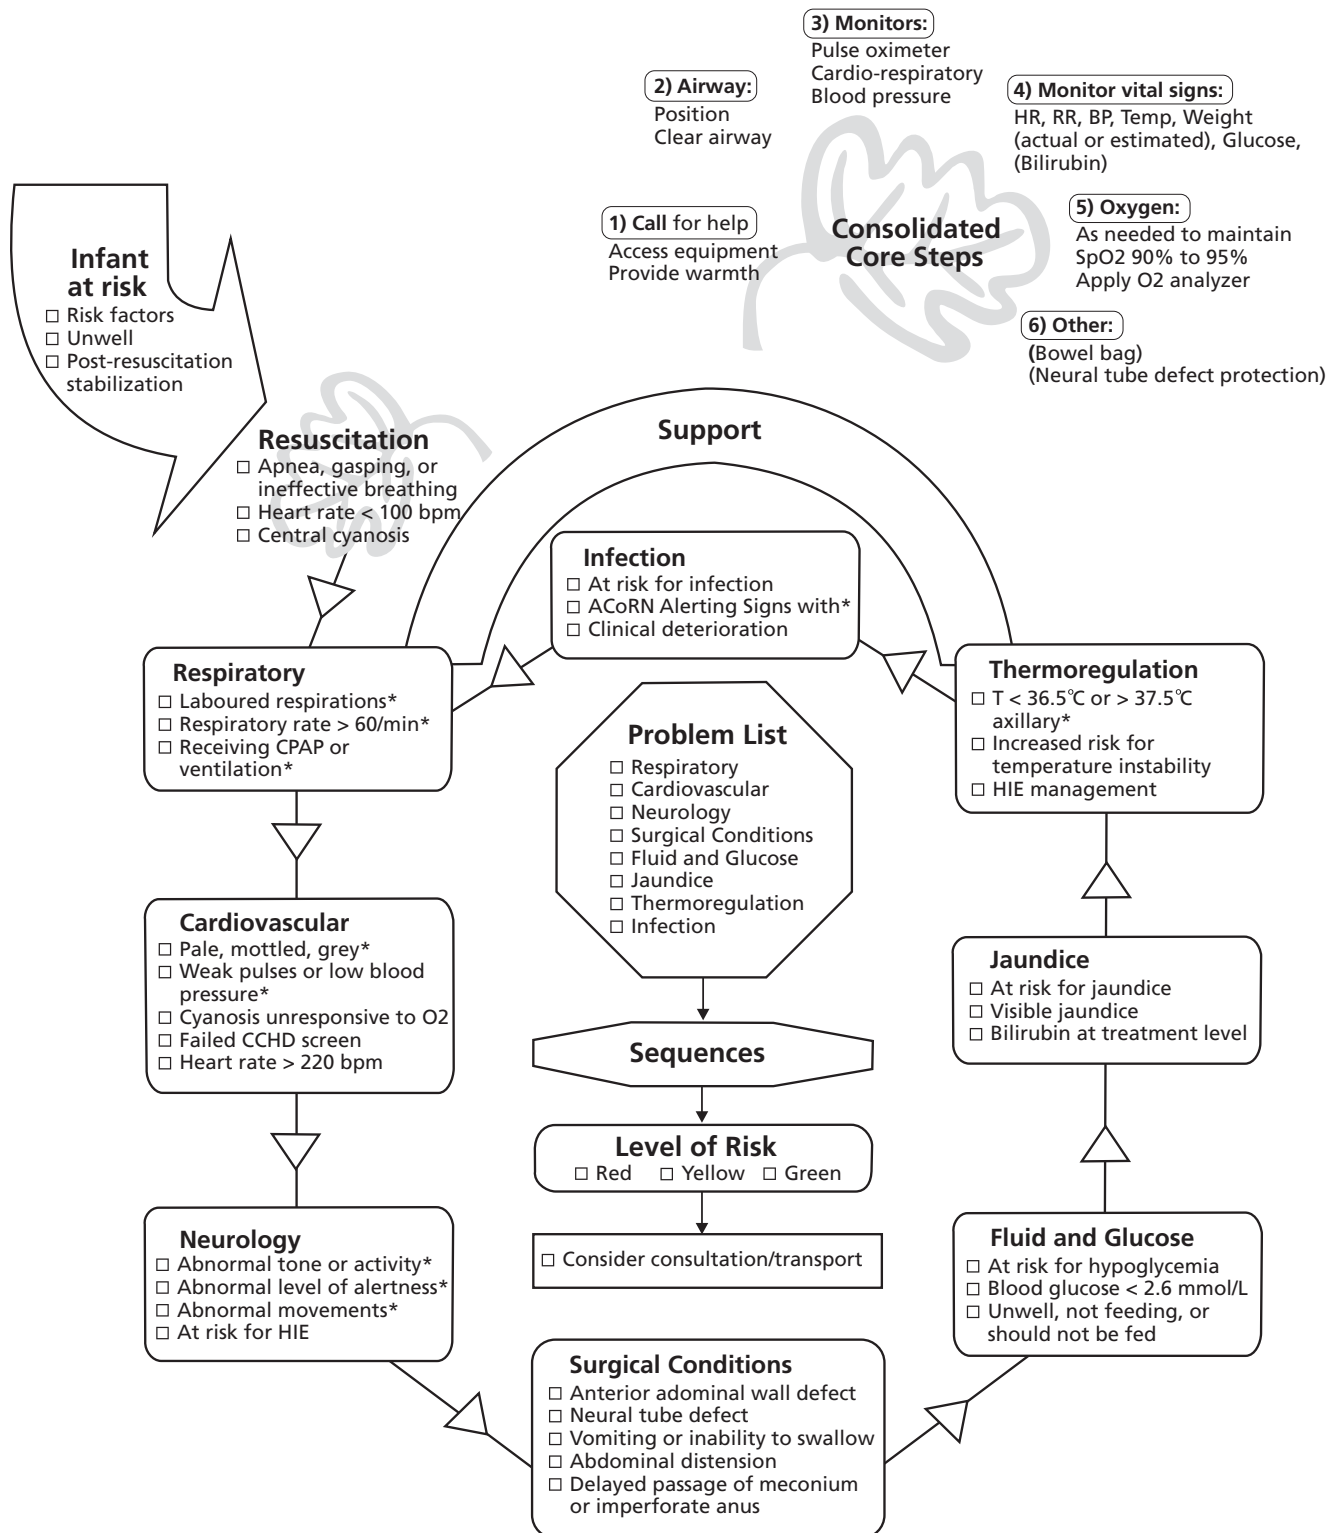 3) Monitors:
Pulse oximeter
Cardio-respiratory
Blood pressure
2) Airway:
Position
Clear airway
4) Monitor vital signs:
HR, RR, BP, Temp, Weight
(actual or estimated), Glucose,
(Bilirubin)
1) Call for help
Access equipment
Provide warmth
Consolidated
Core Steps
5) Oxygen:
As needed to maintain
SpO2 90% to 95%
Apply O2 analyzer
6) Other:
(Bowel bag)
(Neural tube defect protection)
Infant
at risk
☐ Risk factors
☐ Unwell
☐ Post-resuscitation
stabilization
Resuscitation
☐ Apnea, gasping, or
ineffective breathing
☐ Heart rate < 100 bpm
☐ Central cyanosis
Support
Infection
☐ At risk for infection
☐ ACoRN Alerting Signs with*
☐ Clinical deterioration
Respiratory
☐ Laboured respirations*
☐ Respiratory rate > 60/min*
☐ Receiving CPAP or
ventilation*
Thermoregulation
☐ T < 36.5℃ or > 37.5℃
axillary*
☐ Increased risk for
temperature instability
☐ HIE management
Problem List
☐ Respiratory
☐ Cardiovascular
☐ Neurology
☐ Surgical Conditions
☐ Fluid and Glucose
☐ Jaundice
☐ Thermoregulation
☐ Infection
Cardiovascular
☐ Pale, mottled, grey*
☐ Weak pulses or low blood
pressure*
☐ Cyanosis unresponsive to O2
☐ Failed CCHD screen
☐ Heart rate > 220 bpm
Jaundice
☐ At risk for jaundice
☐ Visible jaundice
☐ Bilirubin at treatment level
Sequences
Level of Risk
☐ Red ☐ Yellow ☐ Green
☐ Consider consultation/transport
Neurology
☐ Abnormal tone or activity*
☐ Abnormal level of alertness*
☐ Abnormal movements*
☐ At risk for HIE
Fluid and Glucose
☐ At risk for hypoglycemia
☐ Blood glucose < 2.6 mmol/L
☐ Unwell, not feeding, or
should not be fed
Surgical Conditions
☐ Anterior adominal wall defect
☐ Neural tube defect
☐ Vomiting or inability to swallow
☐ Abdominal distension
☐ Delayed passage of meconium
or imperforate anus